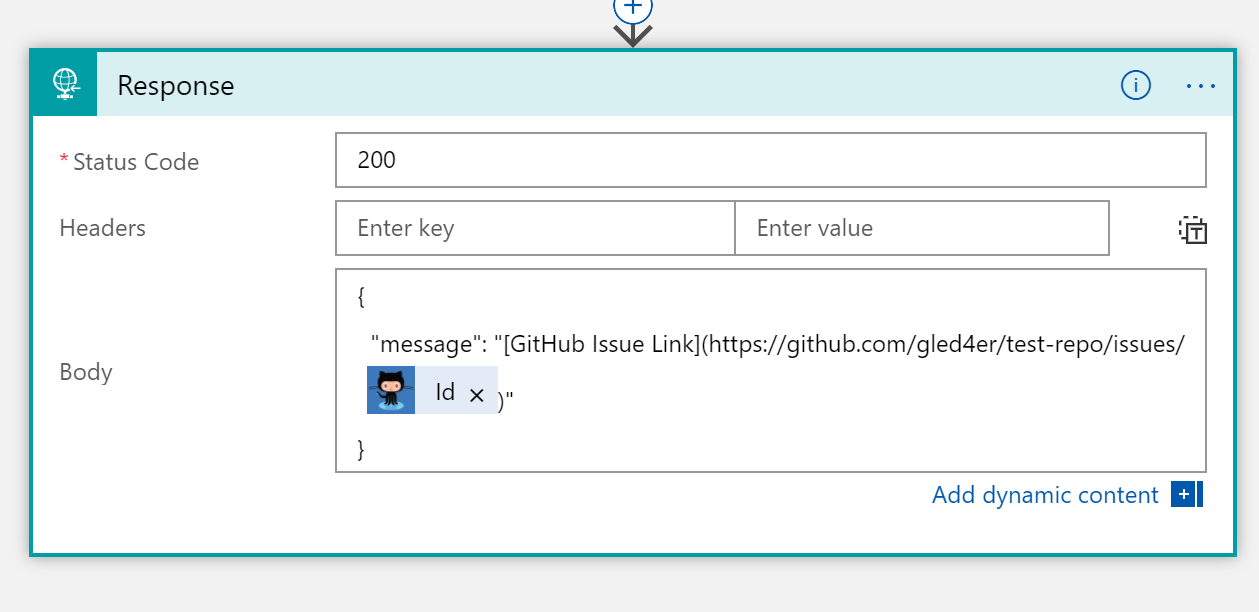 Response
* Status Code
200
Headers
Enter key
Enter value
Body
{
"message": "[GitHub Issue Link](https://github.com/gled4er/test-repo/issues/
Id ×)"
}
Add dynamic content